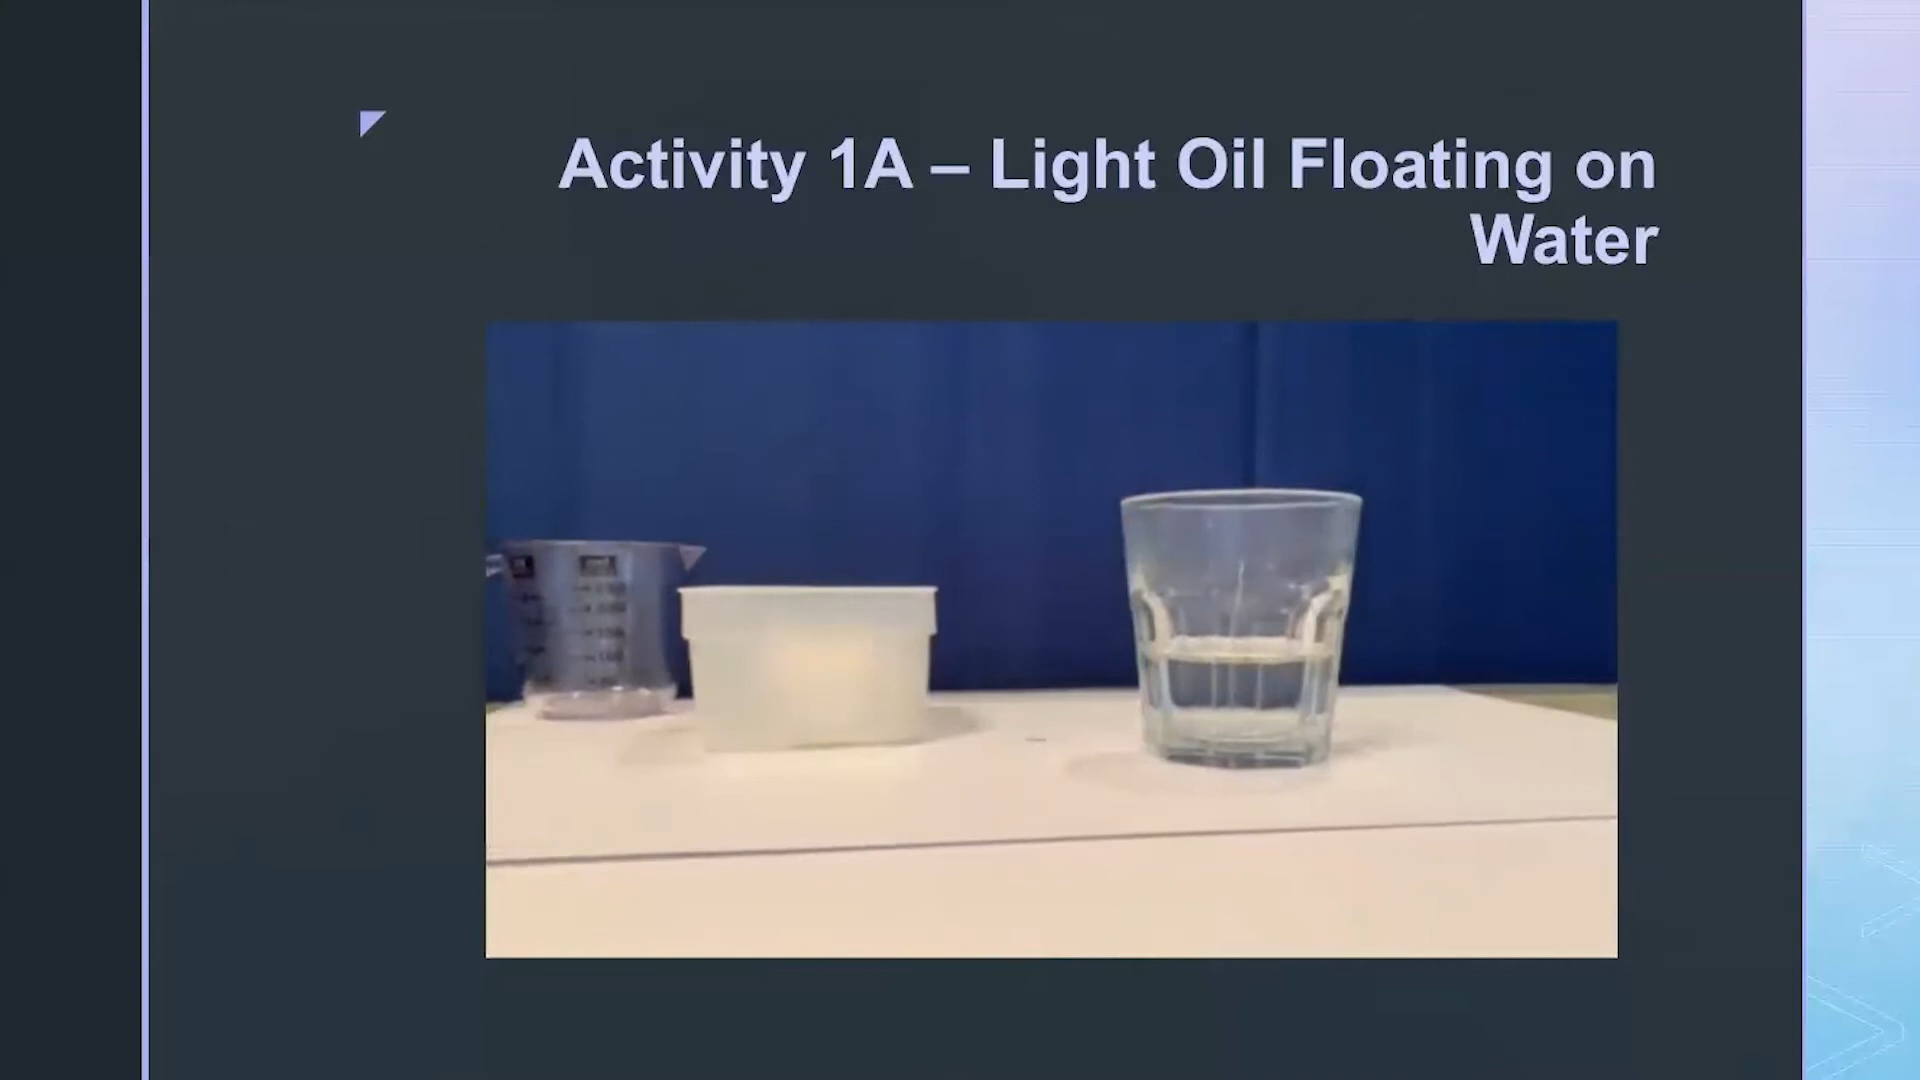 Activity 1A – Light Oil Floating on
Water